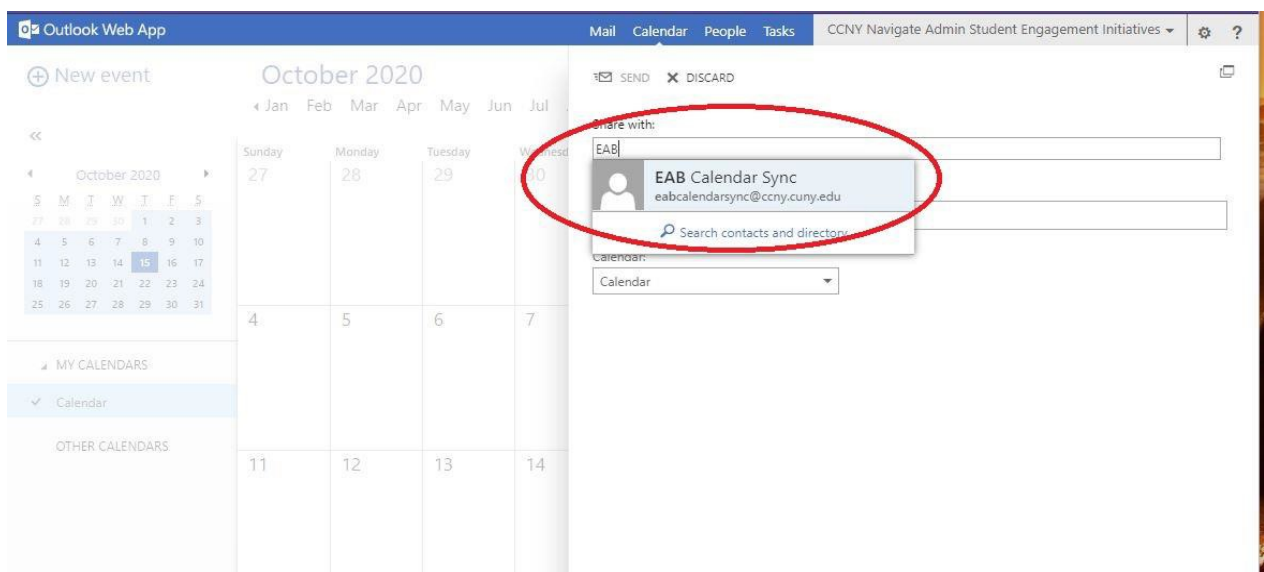 Outlook Web App
Mail Calendar People Tasks CCNY Navigate Admin Student Engagement Initiatives ?
New event
October 2020
Jan Feb Mar Apr May Jun Jul
Sunday Monday Tuesday
27 28 29 30
4 5 6 7
11 12 13 14
October 2020
S M T W T F S
27 28 29 30 1 2 3
4 5 6 7 8 9 10
11 12 13 14 15 16 17
18 19 20 21 22 23 24
25 26 27 28 29 30 31
MY CALENDARS
Calendar
OTHER CALENDARS
SEND DISCARD
Share with:
EAB
EAB Calendar Sync
eabcalendarsync@ccny.cuny.edu
Search contacts and directory
Calendar:
Calendar